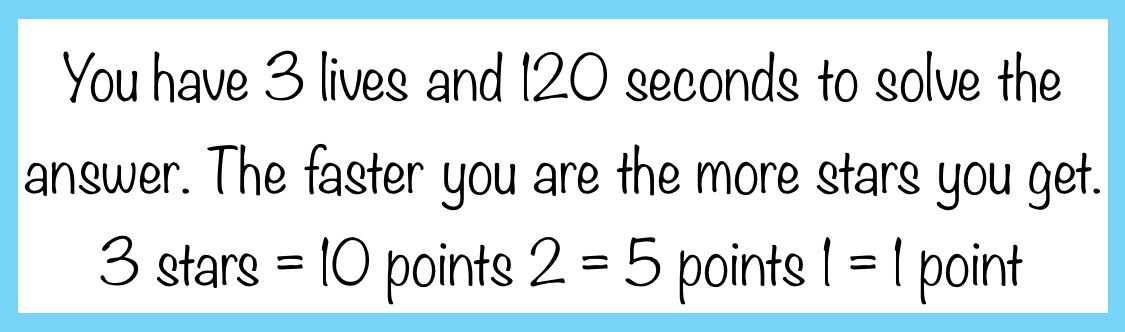 You have 3 lives and 120 seconds to solve the
answer. The faster you are the more stars you get.
3 stars = 10 points 2 = 5 points 1 = 1 point